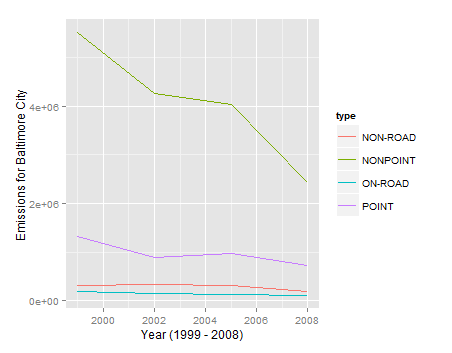 Emissions for Baltimore City
4e+06
2e+06
0e+00
2000 2002 2004 2006 2008
Year (1999 - 2008)
type
NON-ROAD
NONPOINT
ON-ROAD
POINT